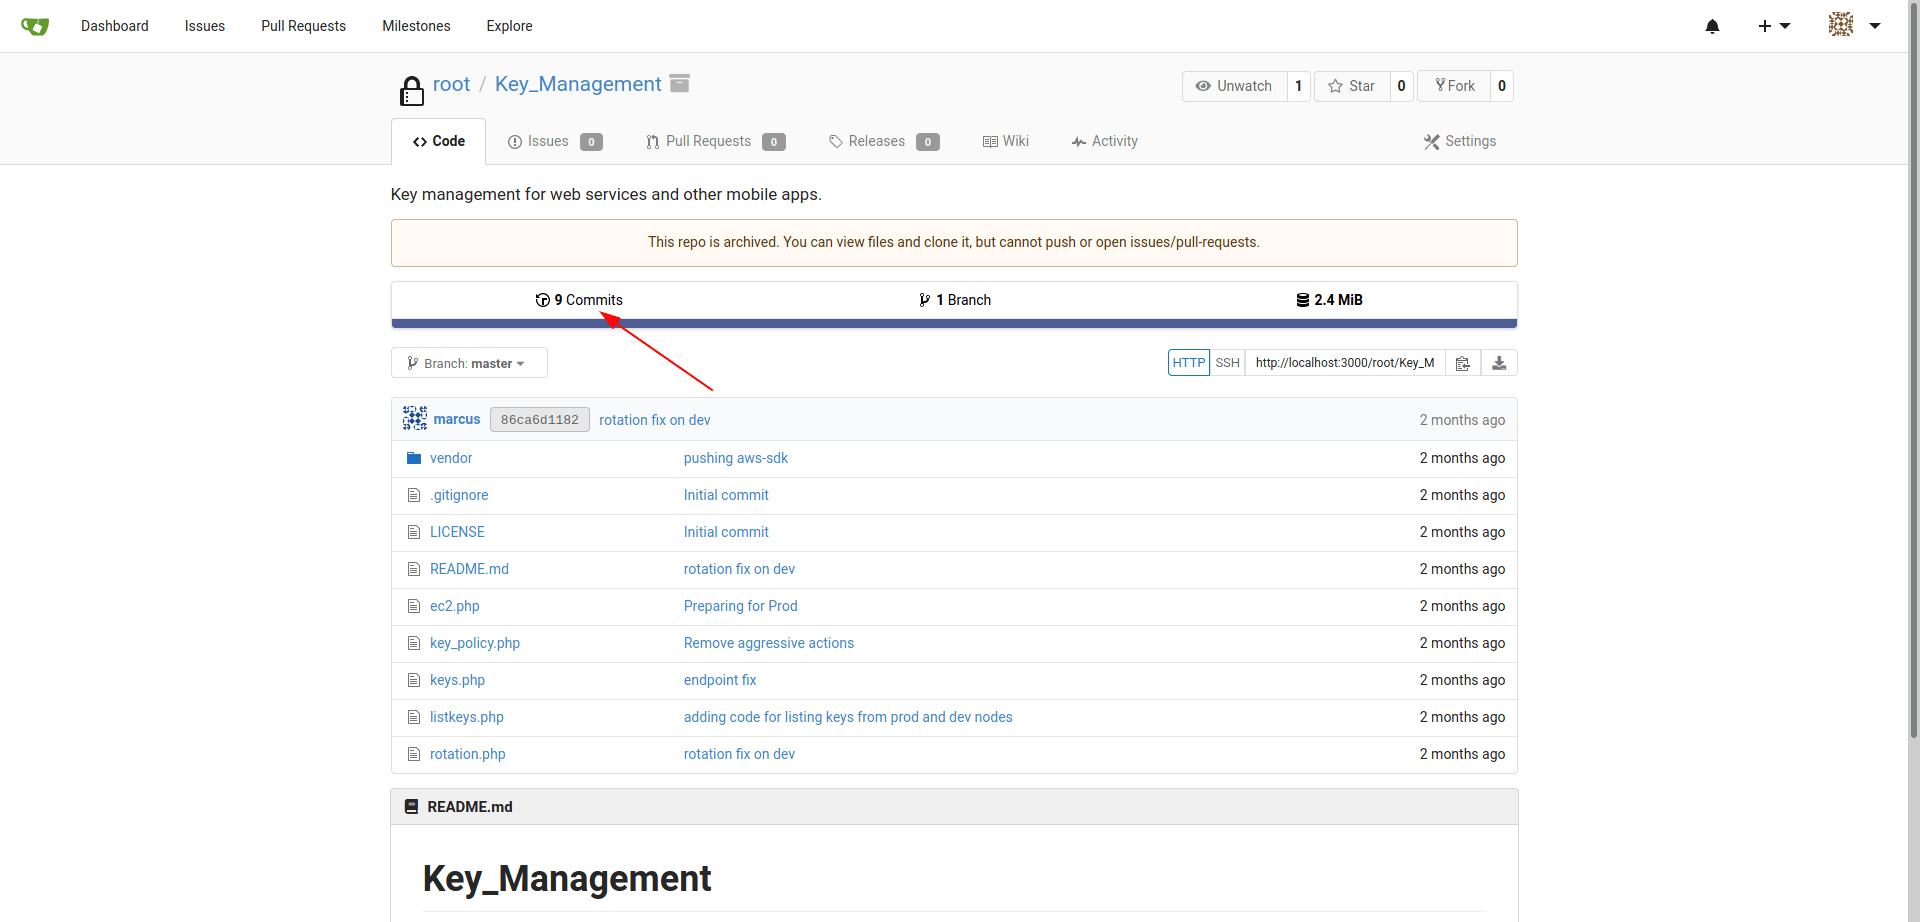 Dashboard Issues Pull Requests Milestones Explore
root / Key_Management
Unwatch 1 Star 0 Fork 0
Code Issues 0 Pull Requests 0 Releases 0 Wiki Activity Settings
Key management for web services and other mobile apps.
This repo is archived. You can view files and clone it, but cannot push or open issues/pull-requests.
9 Commits 1 Branch 2.4 MiB
Branch: master HTTP SSH http://localhost:3000/root/Key_M
marcus 86ca6d1182 rotation fix on dev 2 months ago
vendor pushing aws-sdk 2 months ago
.gitignore Initial commit 2 months ago
LICENSE Initial commit 2 months ago
README.md rotation fix on dev 2 months ago
ec2.php Preparing for Prod 2 months ago
key_policy.php Remove aggressive actions 2 months ago
keys.php endpoint fix 2 months ago
listkeys.php adding code for listing keys from prod and dev nodes 2 months ago
rotation.php rotation fix on dev 2 months ago
README.md
Key_Management